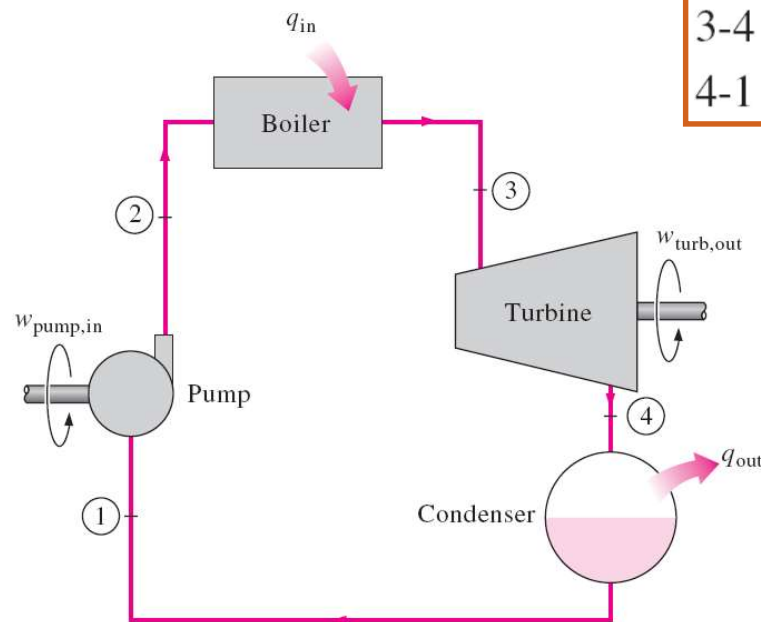 q_in
3-4
4-1
Boiler
2
3
w_turb,out
Turbine
w_pump,in
Pump
4
q_out
Condenser
1